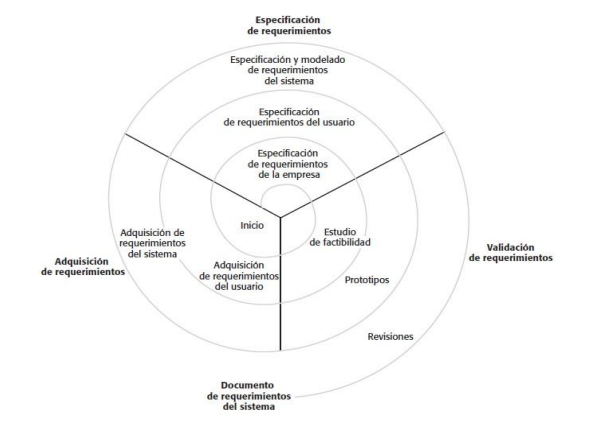 Especificación
de requerimientos
Especificación y modelado
de requerimientos
del sistema
Especificación
de requerimientos del usuario
Especificación
de requerimientos
de la empresa
Inicio
Estudio
de factibilidad
Adquisición de
requerimientos
del sistema
Adquisición
de requerimientos
del usuario
Adquisición
de requerimientos
Validación
de requerimientos
Prototipos
Revisiones
Documento
de requerimientos
del sistema